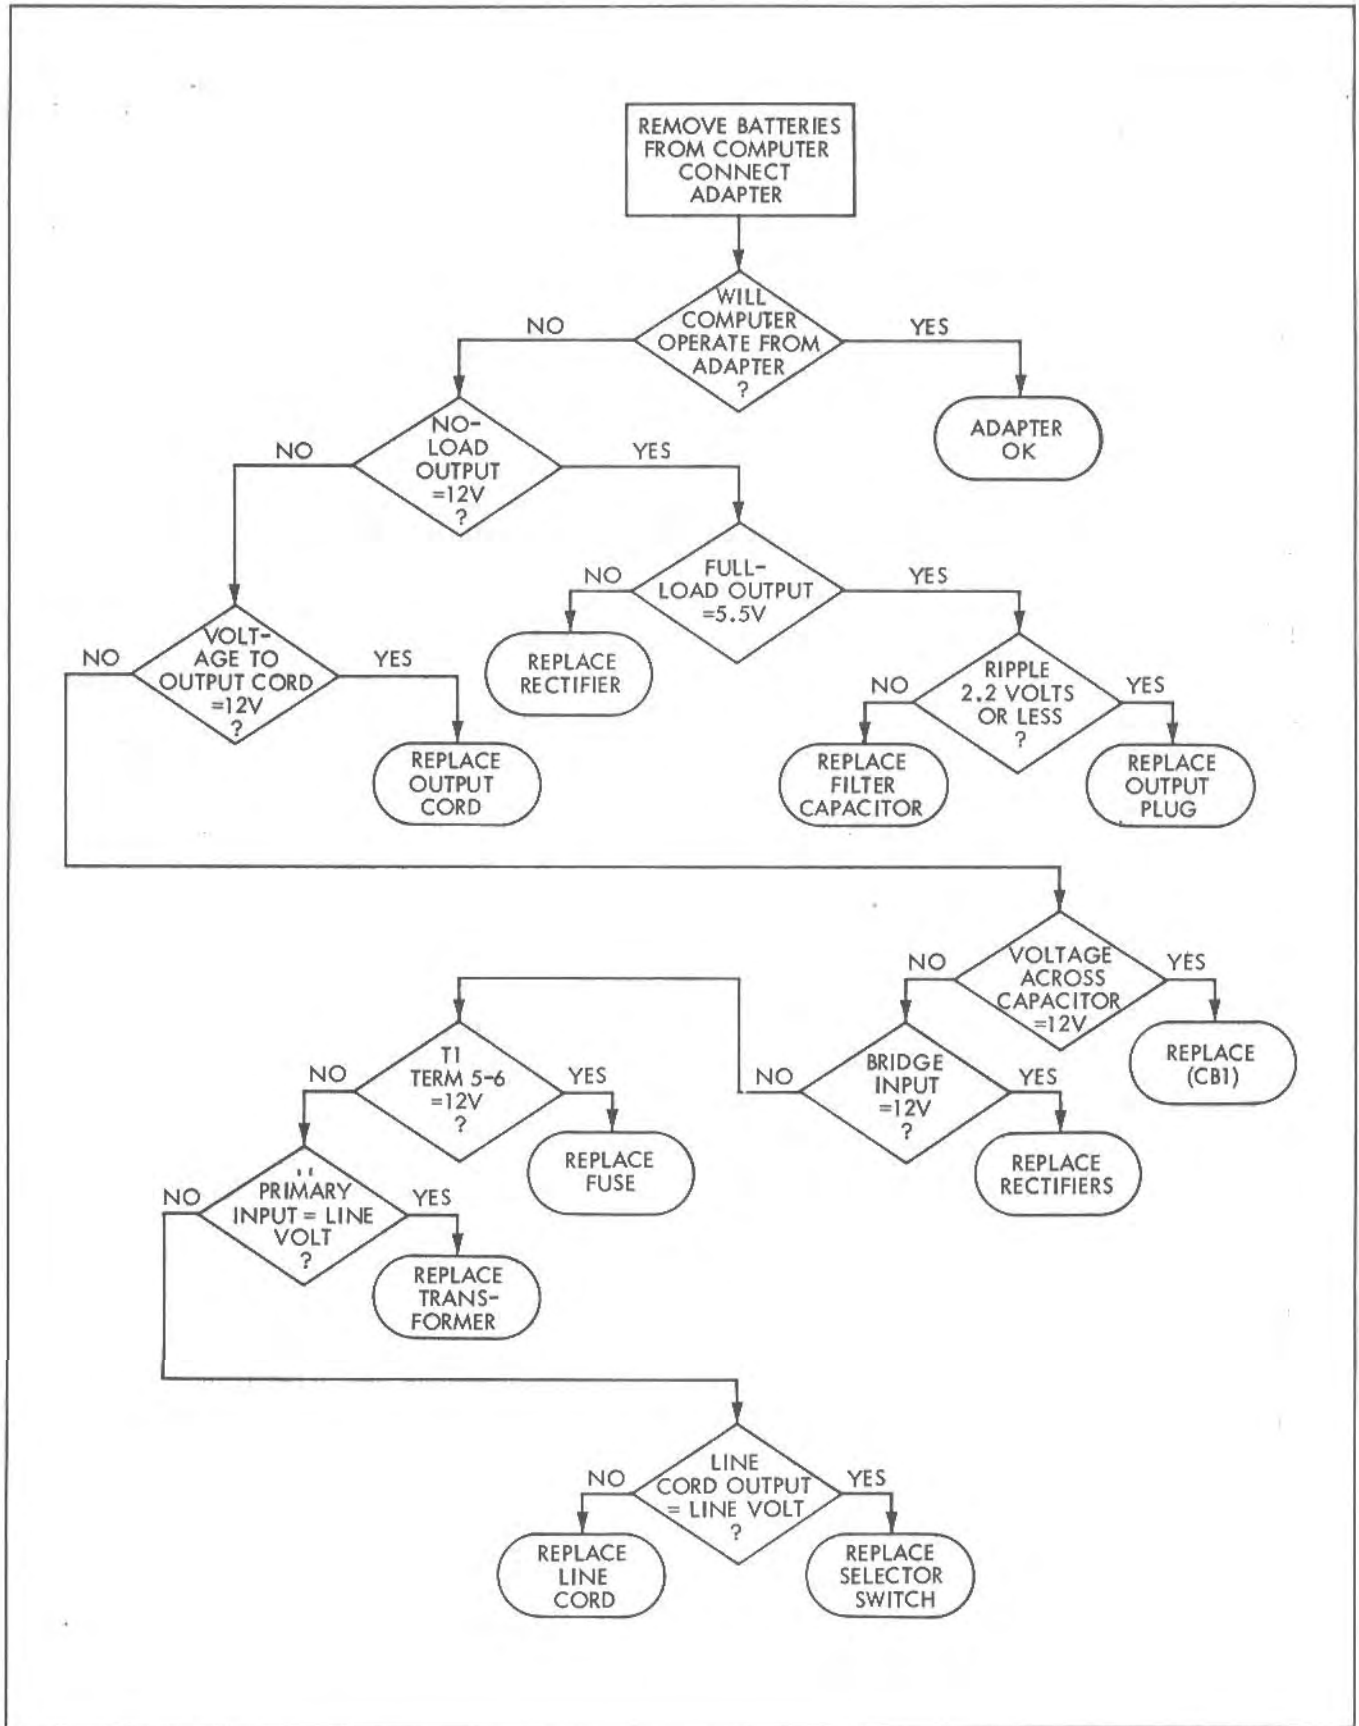 REMOVE BATTERIES
FROM COMPUTER
CONNECT
ADAPTER
WILL
COMPUTER
OPERATE FROM
ADAPTER
?
NO
YES
ADAPTER
OK
NO-
LOAD
OUTPUT
=12V
?
NO
YES
FULL-
LOAD OUTPUT
=5.5V
NO
YES
REPLACE
RECTIFIER
VOLT-
AGE TO
OUTPUT CORD
=12V
?
NO
YES
REPLACE
OUTPUT
CORD
RIPPLE
2.2 VOLTS
OR LESS
?
NO
YES
REPLACE
FILTER
CAPACITOR
REPLACE
OUTPUT
PLUG
VOLTAGE
ACROSS
CAPACITOR
=12V
NO
YES
REPLACE
(CB1)
BRIDGE
INPUT
=12V
?
NO
YES
REPLACE
RECTIFIERS
T1
TERM 5-6
=12V
?
NO
YES
REPLACE
FUSE
PRIMARY
INPUT = LINE
VOLT
?
NO
YES
REPLACE
TRANS-
FORMER
LINE
CORD OUTPUT
= LINE VOLT
?
NO
YES
REPLACE
LINE
CORD
REPLACE
SELECTOR
SWITCH